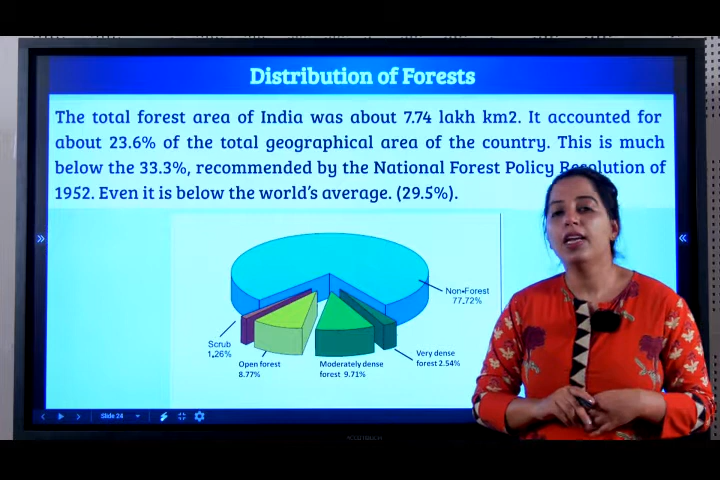 Distribution of Forests
The total forest area of India was about 7.74 lakh km2. It accounted for
about 23.6% of the total geographical area of the country. This is much
below the 33.3%, recommended by the National Forest Policy Resolution of
1952. Even it is below the world's average. (29.5%).
Non-Forest
77.72%
Scrub
1.26%
Open forest
8.77%
Moderately dense
forest 9.71%
Very dense
forest 2.54%
Slide 24